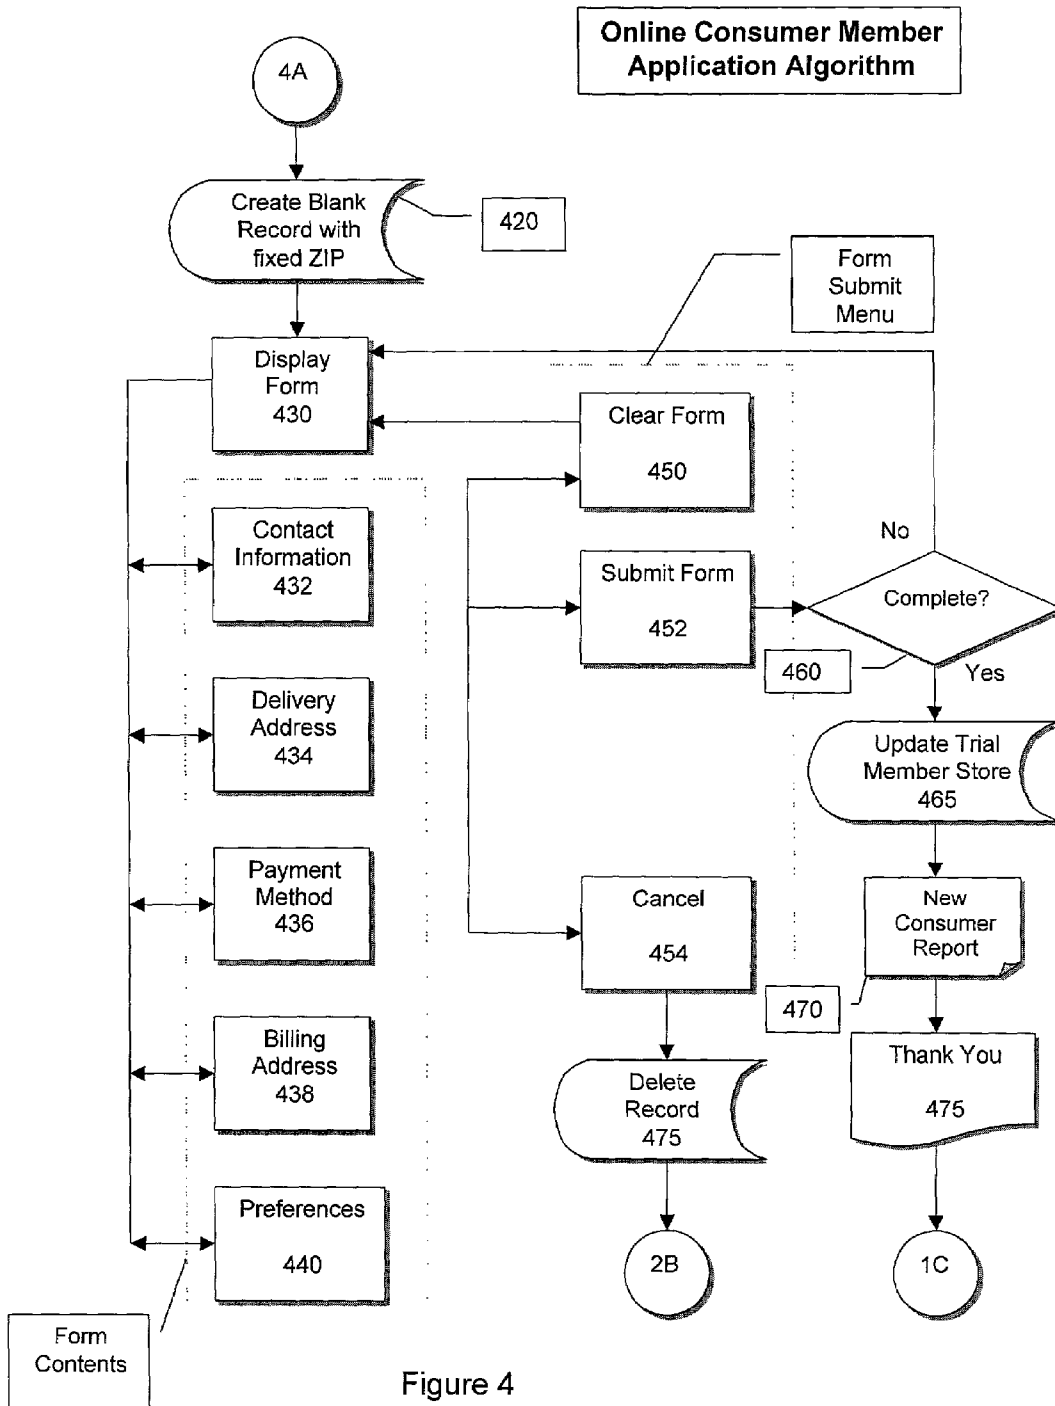 Online Consumer Member
Application Algorithm
4A
Create Blank
Record with
fixed ZIP
420
Form
Submit
Menu
Display
Form
430
Clear Form
450
Contact
Information
432
Submit Form
452
No
Complete?
460
Yes
Delivery
Address
434
Update Trial
Member Store
465
Payment
Method
436
Cancel
454
New
Consumer
Report
470
Billing
Address
438
Delete
Record
475
Thank You
475
Preferences
440
2B
1C
Form
Contents
Figure 4